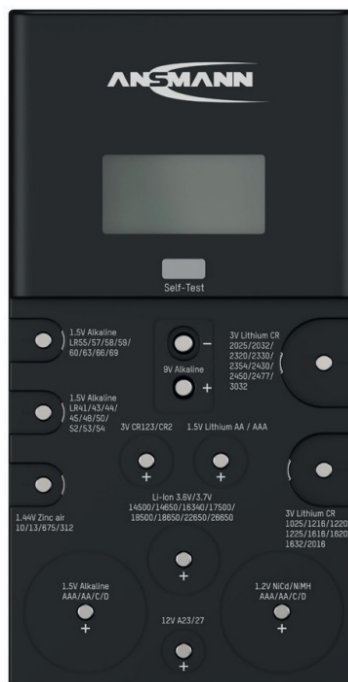 ANSMANN
Self-Test
1.5V Alkaline
LR55/57/58/59/
60/63/66/69
−
9V Alkaline
+
3V Lithium CR
2025/2032/
2320/2330/
2354/2430/
2450/2477/
3032
1.5V Alkaline
LR41/43/44/
45/48/50/
52/53/54
3V CR123/CR2
+
1.5V Lithium AA / AAA
+
1.44V Zinc air
10/13/675/312
Li-Ion 3.6V/3.7V
14500/14650/16340/17500/
18500/18650/22650/26650
+
3V Lithium CR
1025/1216/1220
1225/1616/1620
1632/2016
1.5V Alkaline
AAA/AA/C/D
+
1.2V NiCd/NiMH
AAA/AA/C/D
+
12V A23/27
+